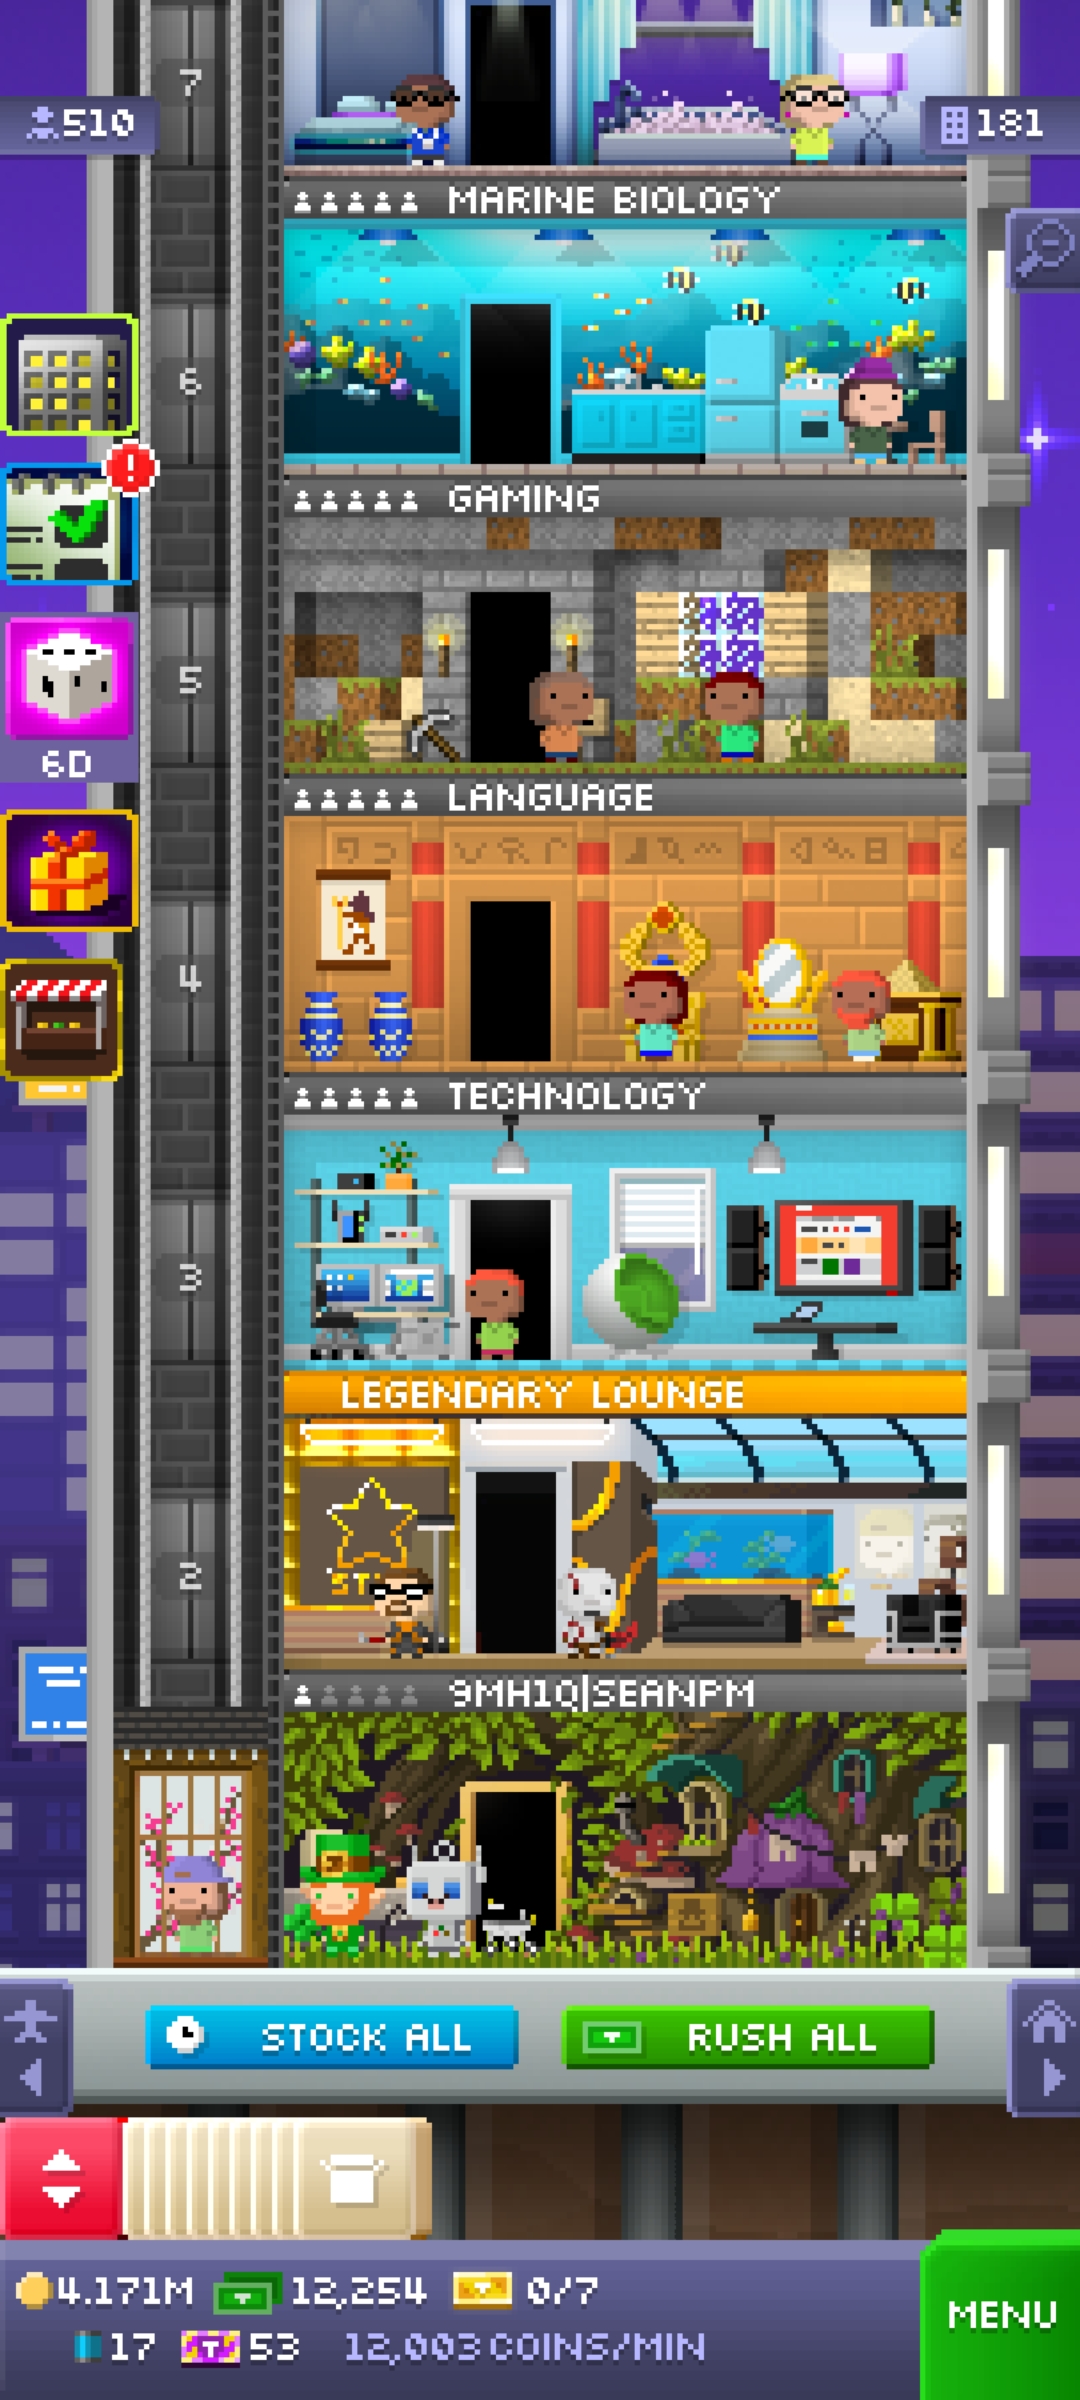 7
510
181
MARINE BIOLOGY
6
GAMING
5
6D
LANGUAGE
4
TECHNOLOGY
3
LEGENDARY LOUNGE
2
9MH1Q|SEANPM
STOCK ALL
RUSH ALL
4.171M 12,254 0/7
17 53 12,003 COINS/MIN
MENU